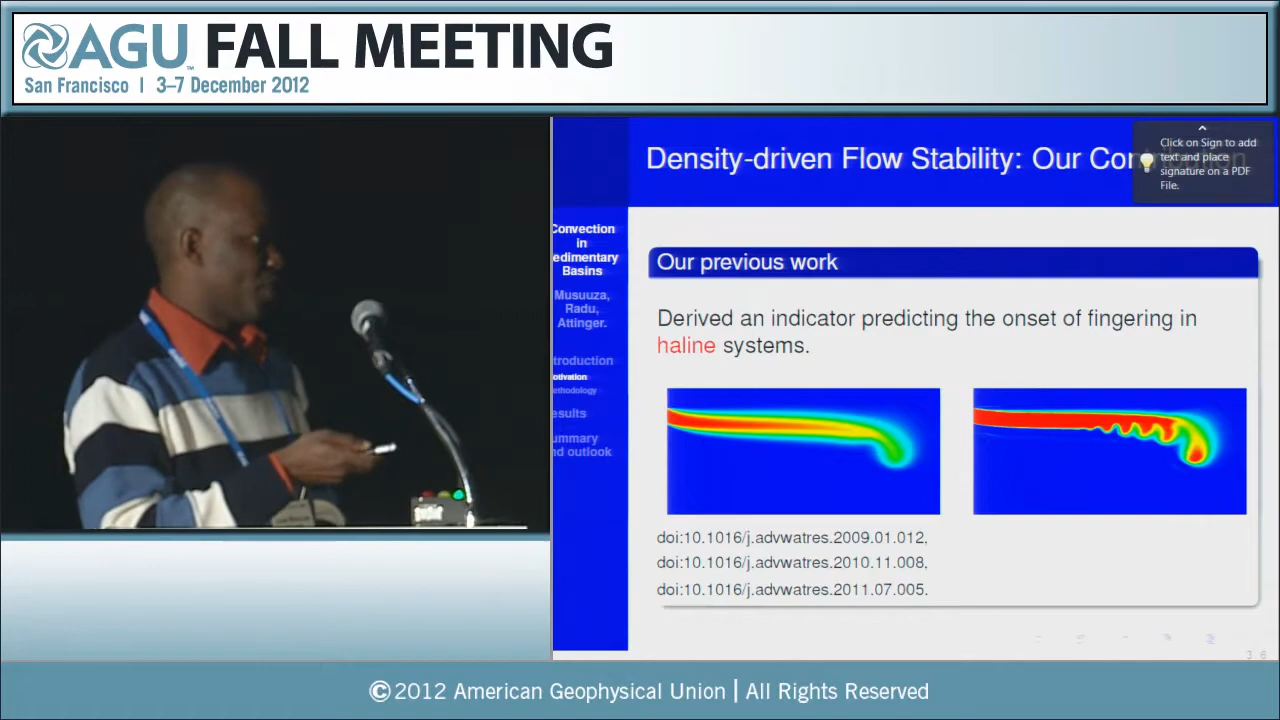 AGU™ FALL MEETING
San Francisco | 3–7 December 2012
Density-driven Flow Stability: Our
Click on Sign to add
text and place
signature on a PDF
File.
Convection
in
edimentary
Basins
Musuuza,
Radu,
Attinger.
troduction
otivation
ethodology
esults
ummary
nd outlook
Our previous work
Derived an indicator predicting the onset of fingering in
haline systems.
doi:10.1016/j.advwatres.2009.01.012,
doi:10.1016/j.advwatres.2010.11.008,
doi:10.1016/j.advwatres.2011.07.005.
©2012 American Geophysical Union | All Rights Reserved